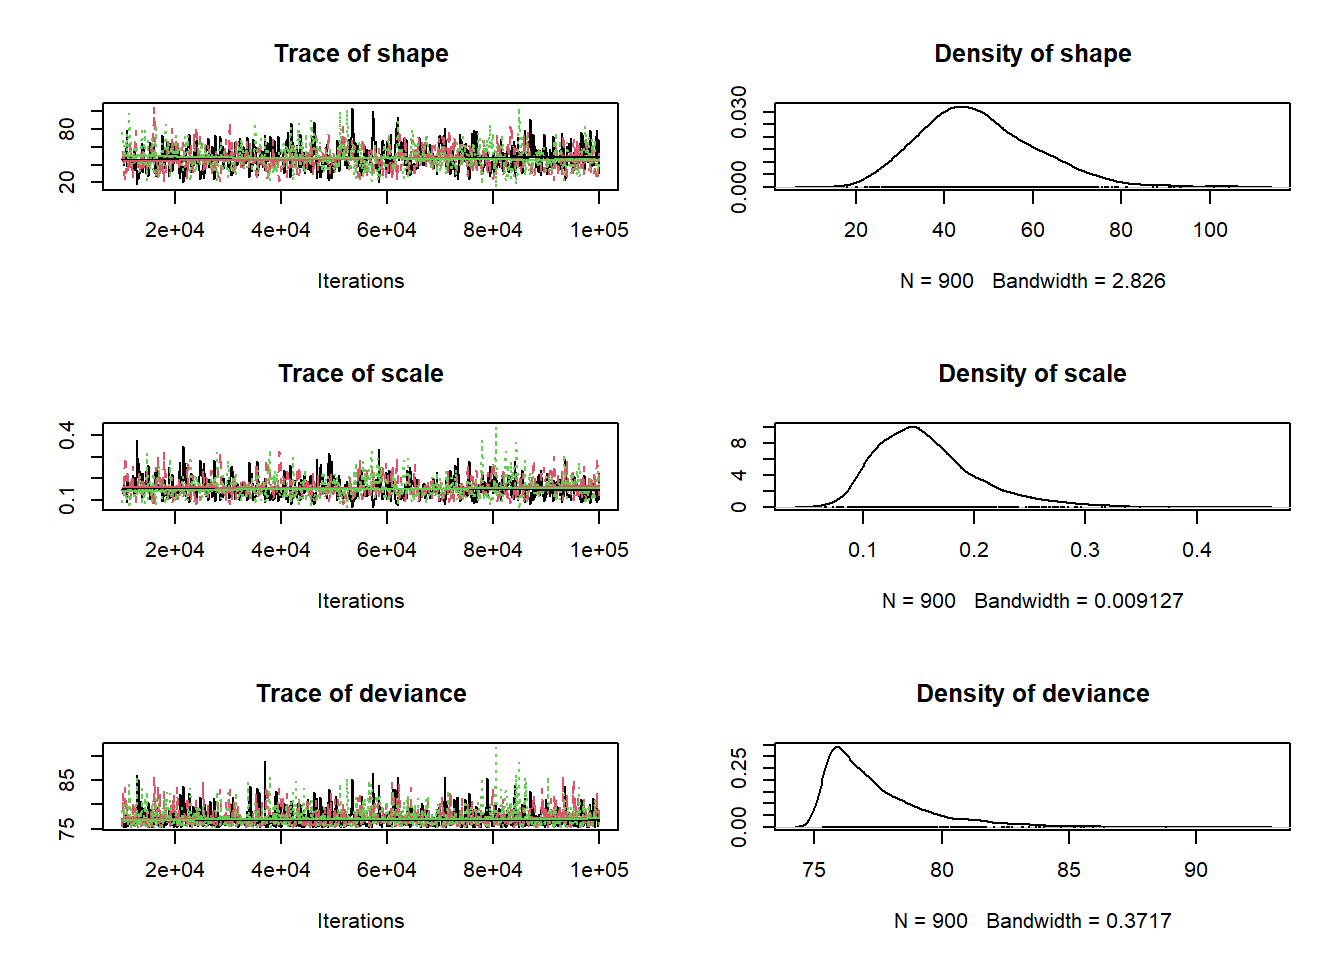 Trace of shape
80
20
2e+04 4e+04 6e+04 8e+04 1e+05
Iterations
Density of shape
0.030
0.000
20 40 60 80 100
N = 900 Bandwidth = 2.826
Trace of scale
0.4
0.1
2e+04 4e+04 6e+04 8e+04 1e+05
Iterations
Density of scale
8
4
0
0.1 0.2 0.3 0.4
N = 900 Bandwidth = 0.009127
Trace of deviance
85
75
2e+04 4e+04 6e+04 8e+04 1e+05
Iterations
Density of deviance
0.25
0.00
75 80 85 90
N = 900 Bandwidth = 0.3717